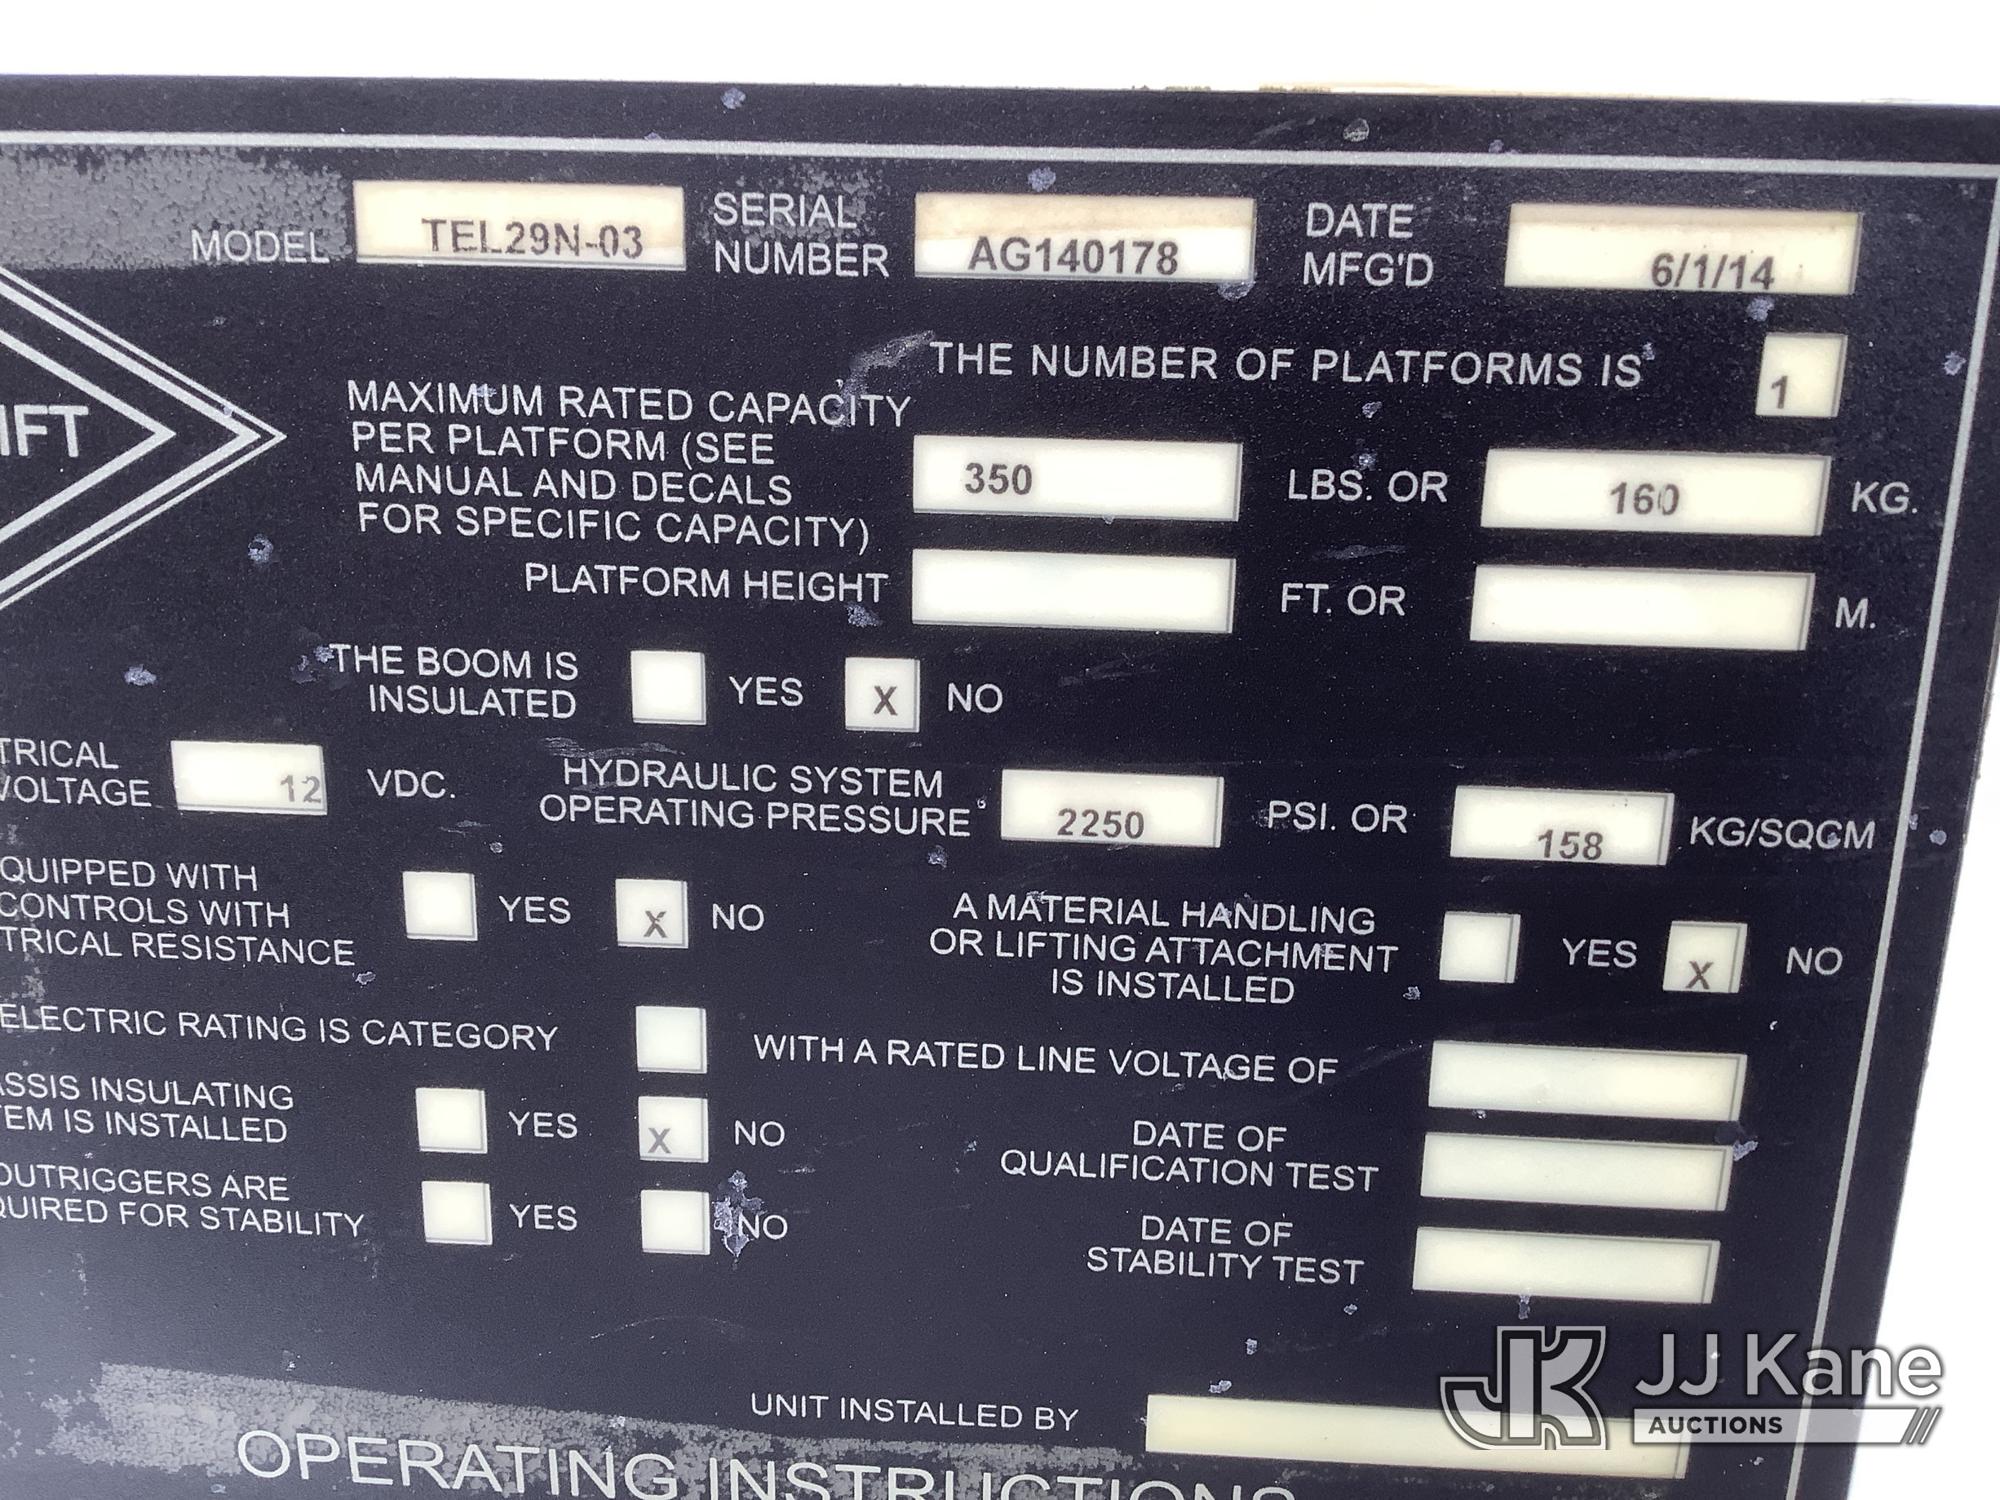 MODEL TEL29N-03 SERIAL NUMBER AG140178 DATE MFG'D 6/1/14
THE NUMBER OF PLATFORMS IS 1
MAXIMUM RATED CAPACITY
PER PLATFORM (SEE
MANUAL AND DECALS
FOR SPECIFIC CAPACITY) 350 LBS. OR 160 KG.
IFT
PLATFORM HEIGHT FT. OR M.
THE BOOM IS
INSULATED YES X NO
TRICAL
VOLTAGE 12 VDC.
HYDRAULIC SYSTEM
OPERATING PRESSURE 2250 PSI. OR 158 KG/SQCM
QUIPPED WITH
CONTROLS WITH
TRICAL RESISTANCE YES X NO
A MATERIAL HANDLING
OR LIFTING ATTACHMENT
IS INSTALLED YES X NO
ELECTRIC RATING IS CATEGORY WITH A RATED LINE VOLTAGE OF
ASSIS INSULATING
TEM IS INSTALLED YES X NO
DATE OF
QUALIFICATION TEST
OUTRIGGERS ARE
QUIRED FOR STABILITY YES NO
DATE OF
STABILITY TEST
UNIT INSTALLED BY
OPERATING INSTRUCTIONS
JK JJ Kane
AUCTIONS